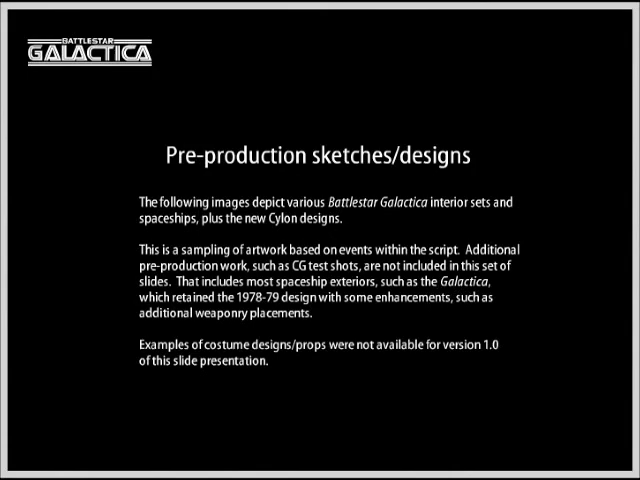 BATTLESTAR
GALACTICA
Pre-production sketches/designs
The following images depict various Battlestar Galactica interior sets and
spaceships, plus the new Cylon designs.
This is a sampling of artwork based on events within the script. Additional
pre-production work, such as CG test shots, are not included in this set of
slides. That includes most spaceship exteriors, such as the Galactica,
which retained the 1978-79 design with some enhancements, such as
additional weaponry placements.
Examples of costume designs/props were not available for version 1.0
of this slide presentation.